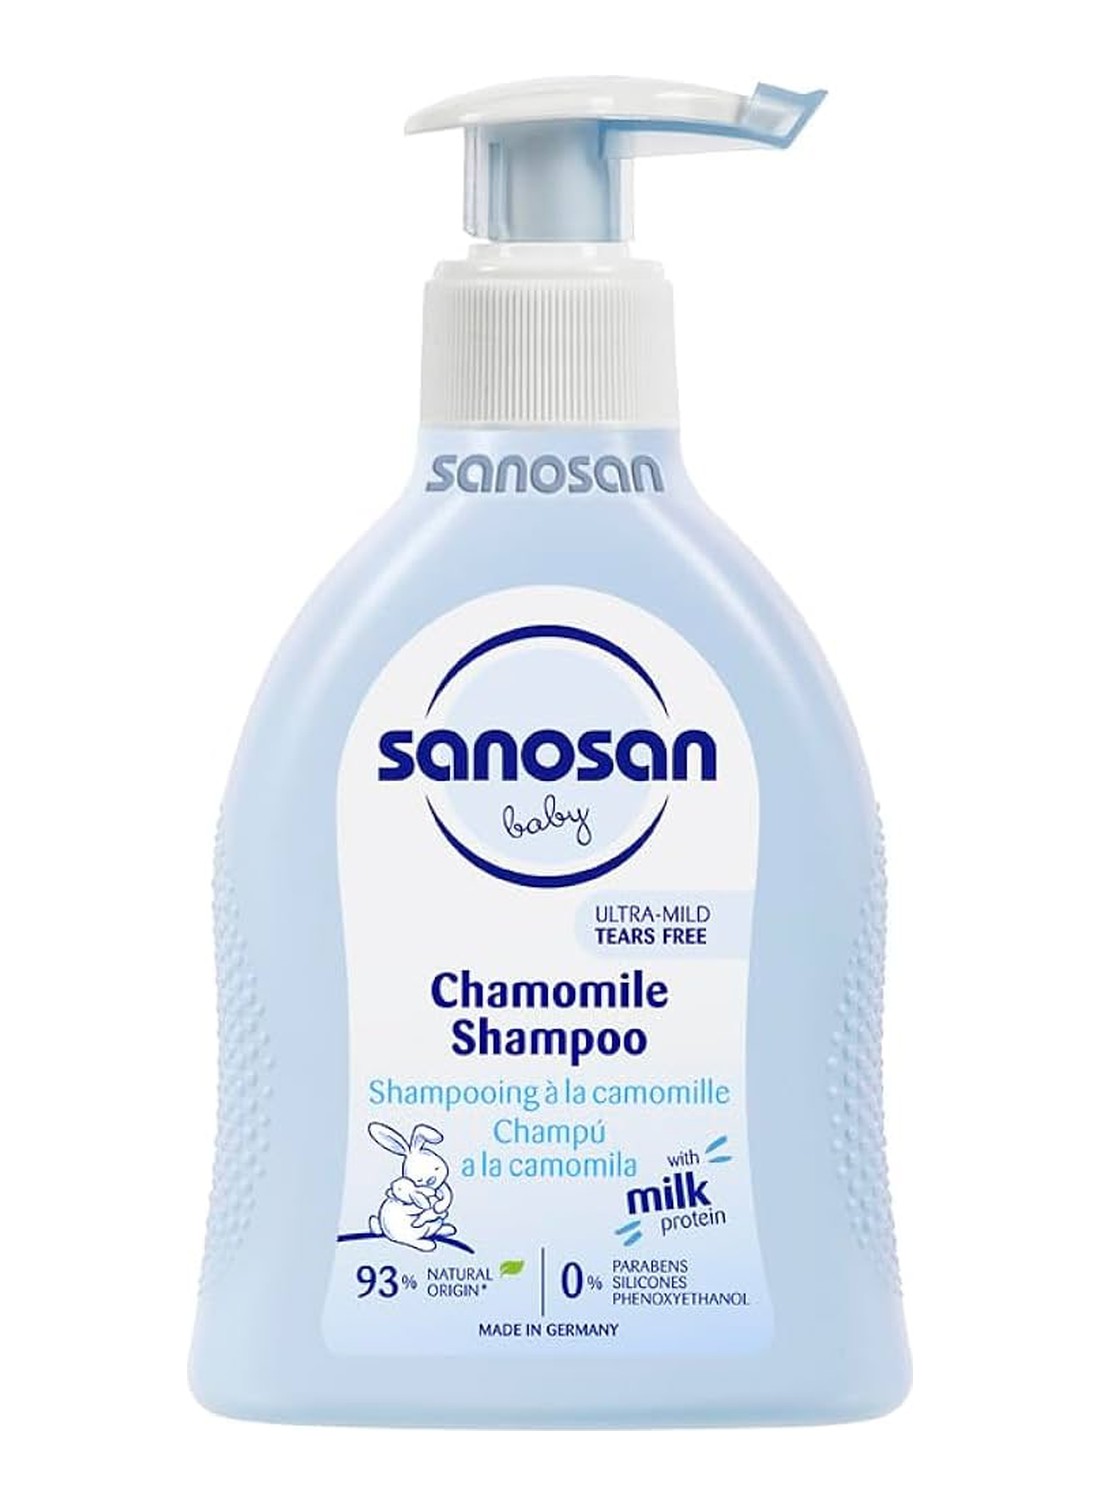 sanosan
sanosan
baby
ULTRA-MILD
TEARS FREE
Chamomile
Shampoo
Shampooing à la camomille
Champú
a la camomila
with
milk
protein
93% NATURAL
ORIGIN*
0% PARABENS
SILICONES
PHENOXYETHANOL
MADE IN GERMANY